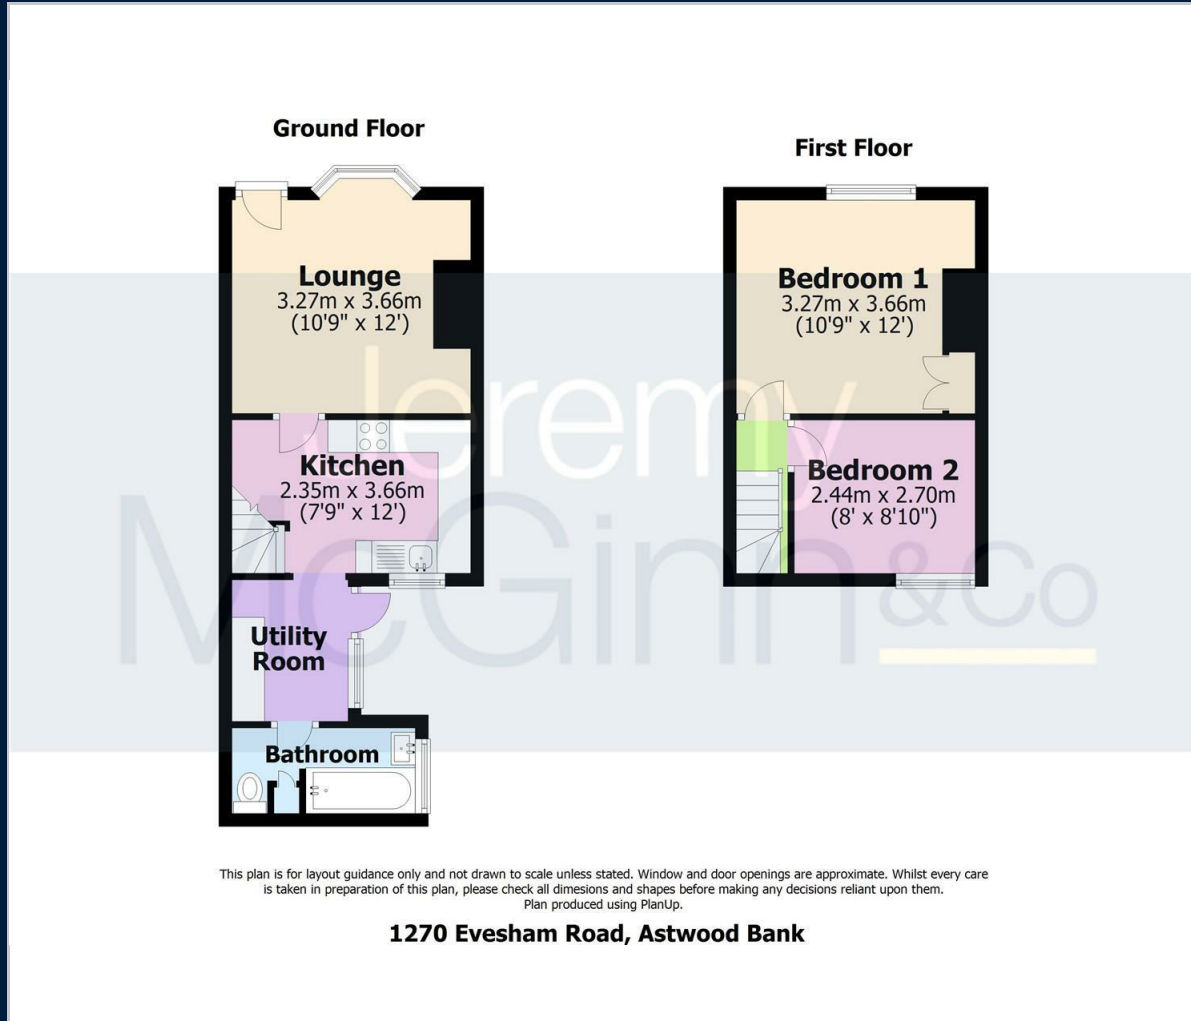 Ground Floor
First Floor
Lounge
3.27m x 3.66m
(10'9" x 12')
Bedroom 1
3.27m x 3.66m
(10'9" x 12')
Kitchen
2.35m x 3.66m
(7'9" x 12')
Bedroom 2
2.44m x 2.70m
(8' x 8'10")
Utility
Room
Bathroom
Jeremy
McGinn &Co
This plan is for layout guidance only and not drawn to scale unless stated. Window and door openings are approximate. Whilst every care
is taken in preparation of this plan, please check all dimesions and shapes before making any decisions reliant upon them.
Plan produced using PlanUp.
1270 Evesham Road, Astwood Bank